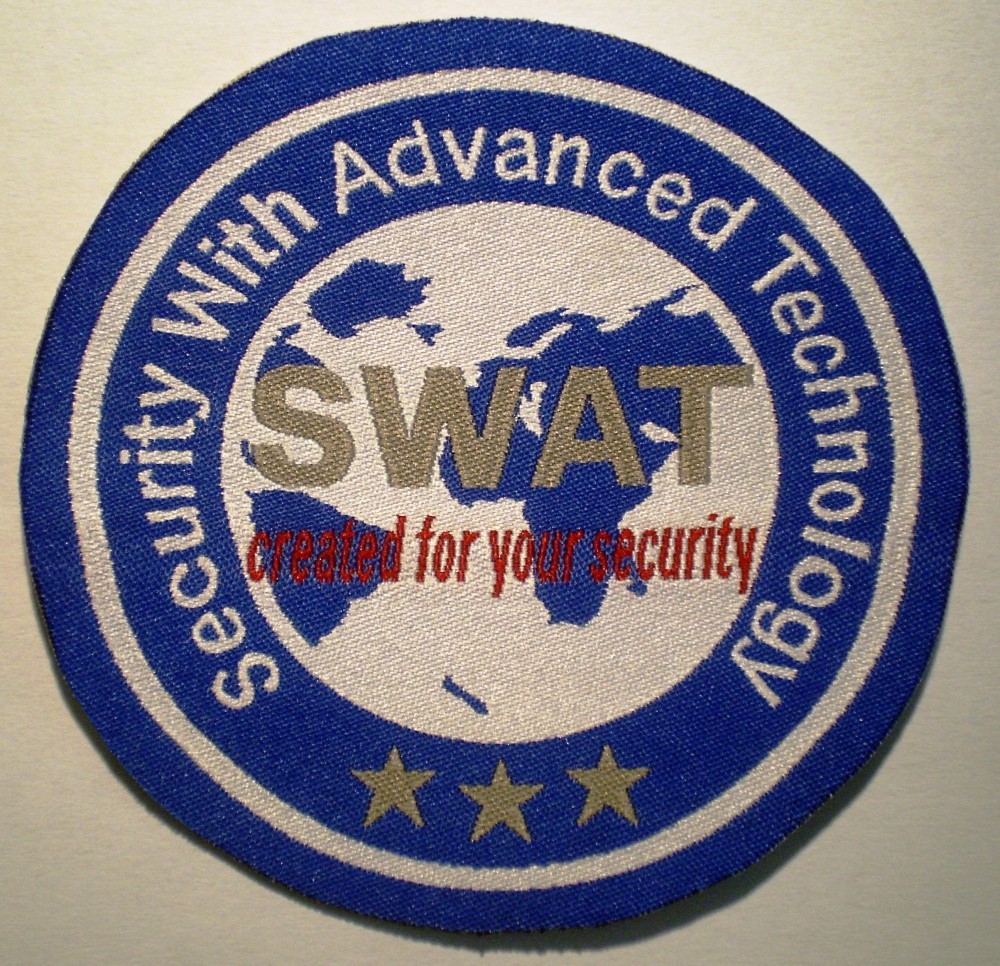 Security With Advanced Technology
SWAT
created for your security